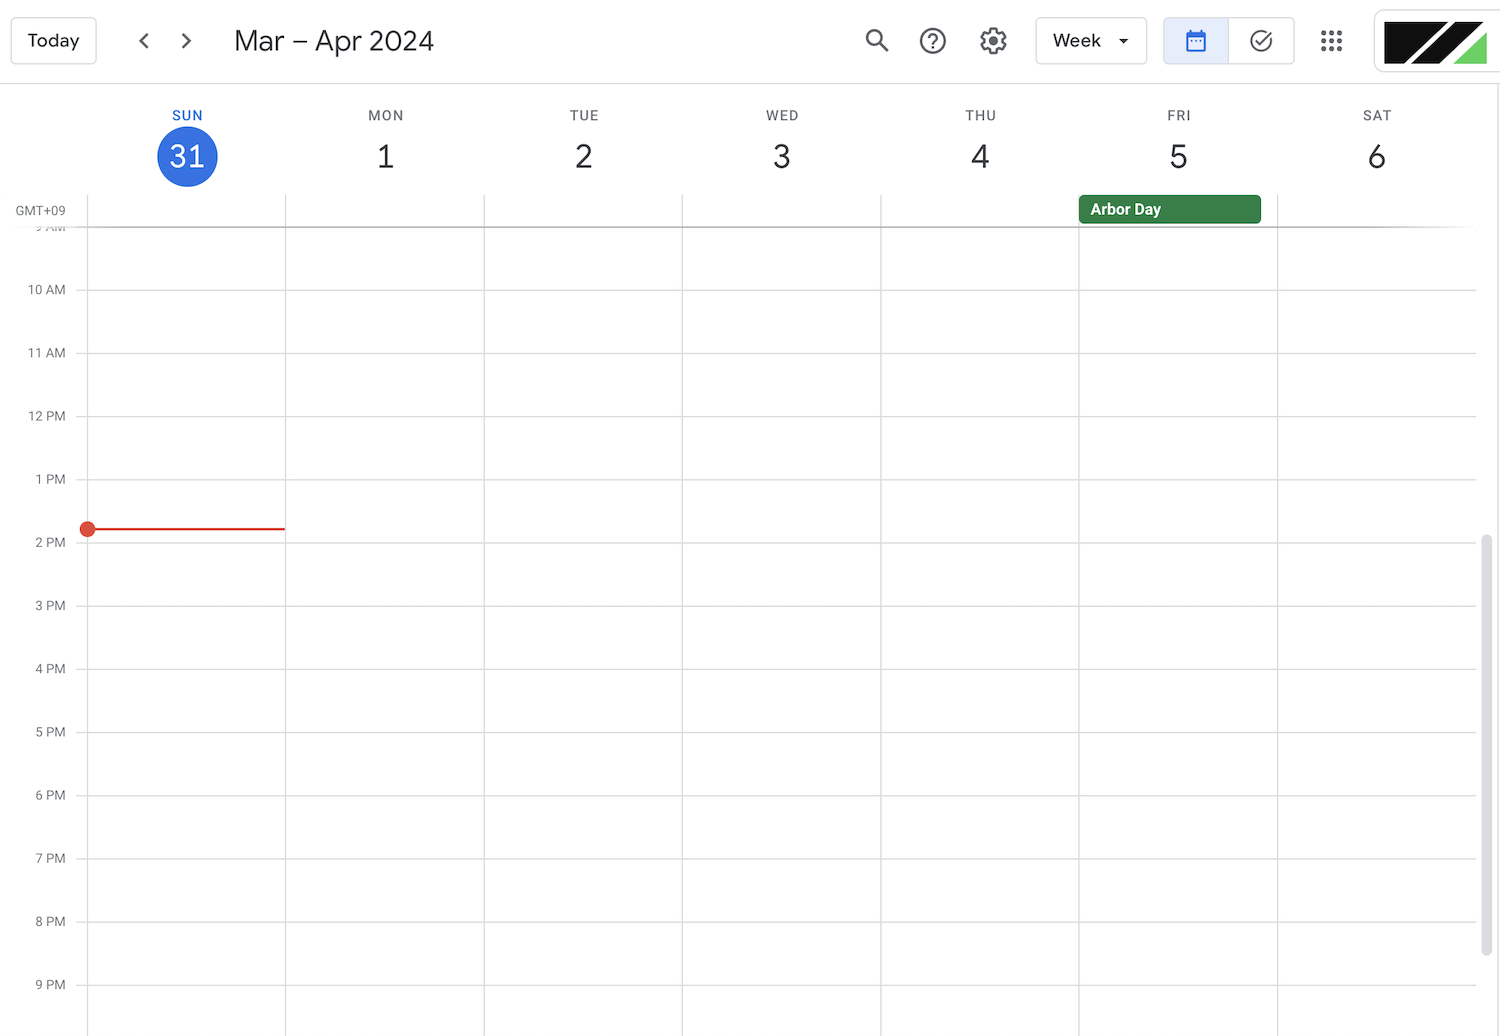 Today
Mar – Apr 2024
Week
SUN MON TUE WED THU FRI SAT
31 1 2 3 4 5 6
GMT+09
Arbor Day
9 AM
10 AM
11 AM
12 PM
1 PM
2 PM
3 PM
4 PM
5 PM
6 PM
7 PM
8 PM
9 PM